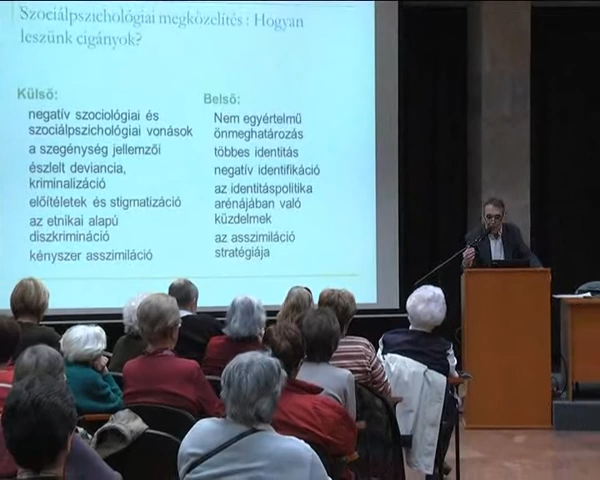 Szociálpszichológiai megközelítés : Hogyan
leszünk cigányok?
Külső:
negatív szociológiai és
szociálpszichológiai vonások
a szegénység jellemzői
észlelt deviancia,
kriminalizáció
előítéletek és stigmatizáció
az etnikai alapú
diszkrimináció
kényszer asszimiláció
Belső:
Nem egyértelmű
önmeghatározás
többes identitás
negatív identifikáció
az identitáspolitika
arénájában való
küzdelmek
az asszimiláció
stratégiája